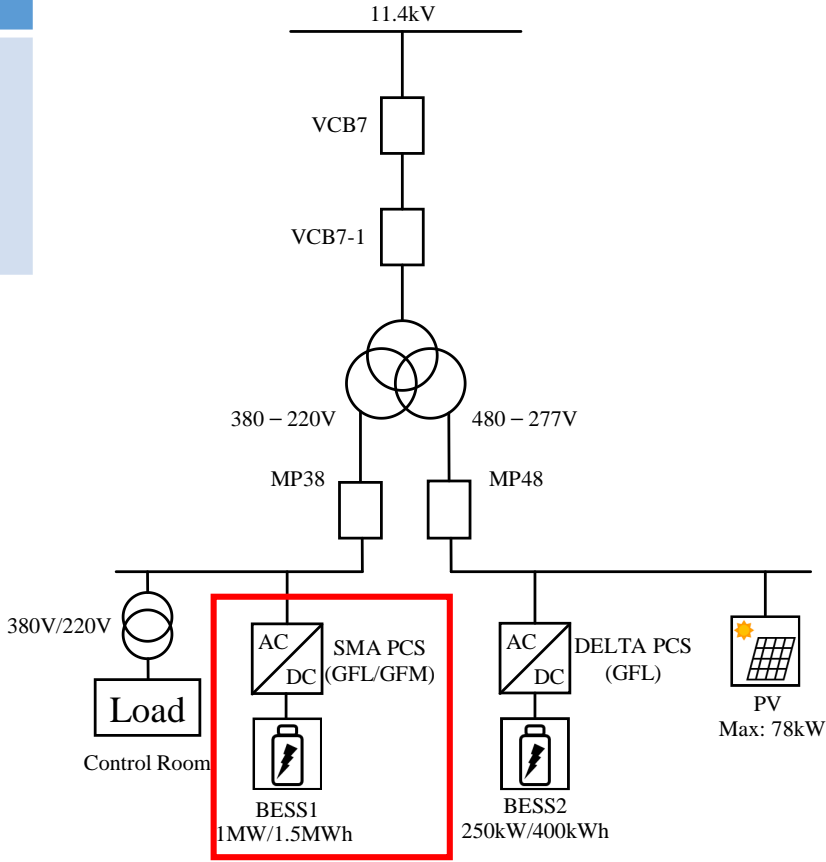 11.4kV
VCB7
VCB7-1
380 – 220V
480 – 277V
MP38
MP48
380V/220V
AC
DC
SMA PCS
(GFL/GFM)
AC
DC
DELTA PCS
(GFL)
Load
Control Room
PV
Max: 78kW
BESS1
1MW/1.5MWh
BESS2
250kW/400kWh